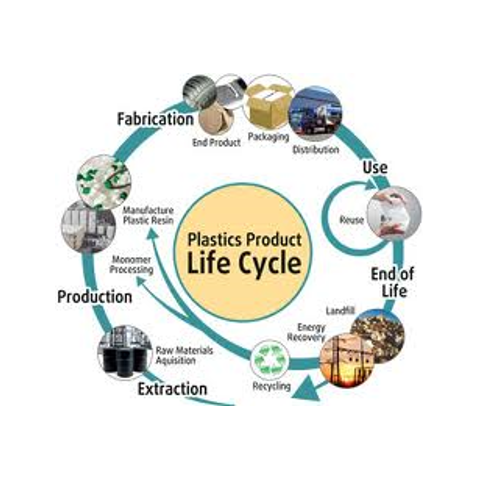 Fabrication
End Product
Packaging
Distribution
Use
Reuse
Manufacture
Plastic Resin
Plastics Product
Life Cycle
Monomer
Processing
End of
Life
Production
Landfill
Energy
Recovery
Raw Materials
Aquisition
Recycling
Extraction